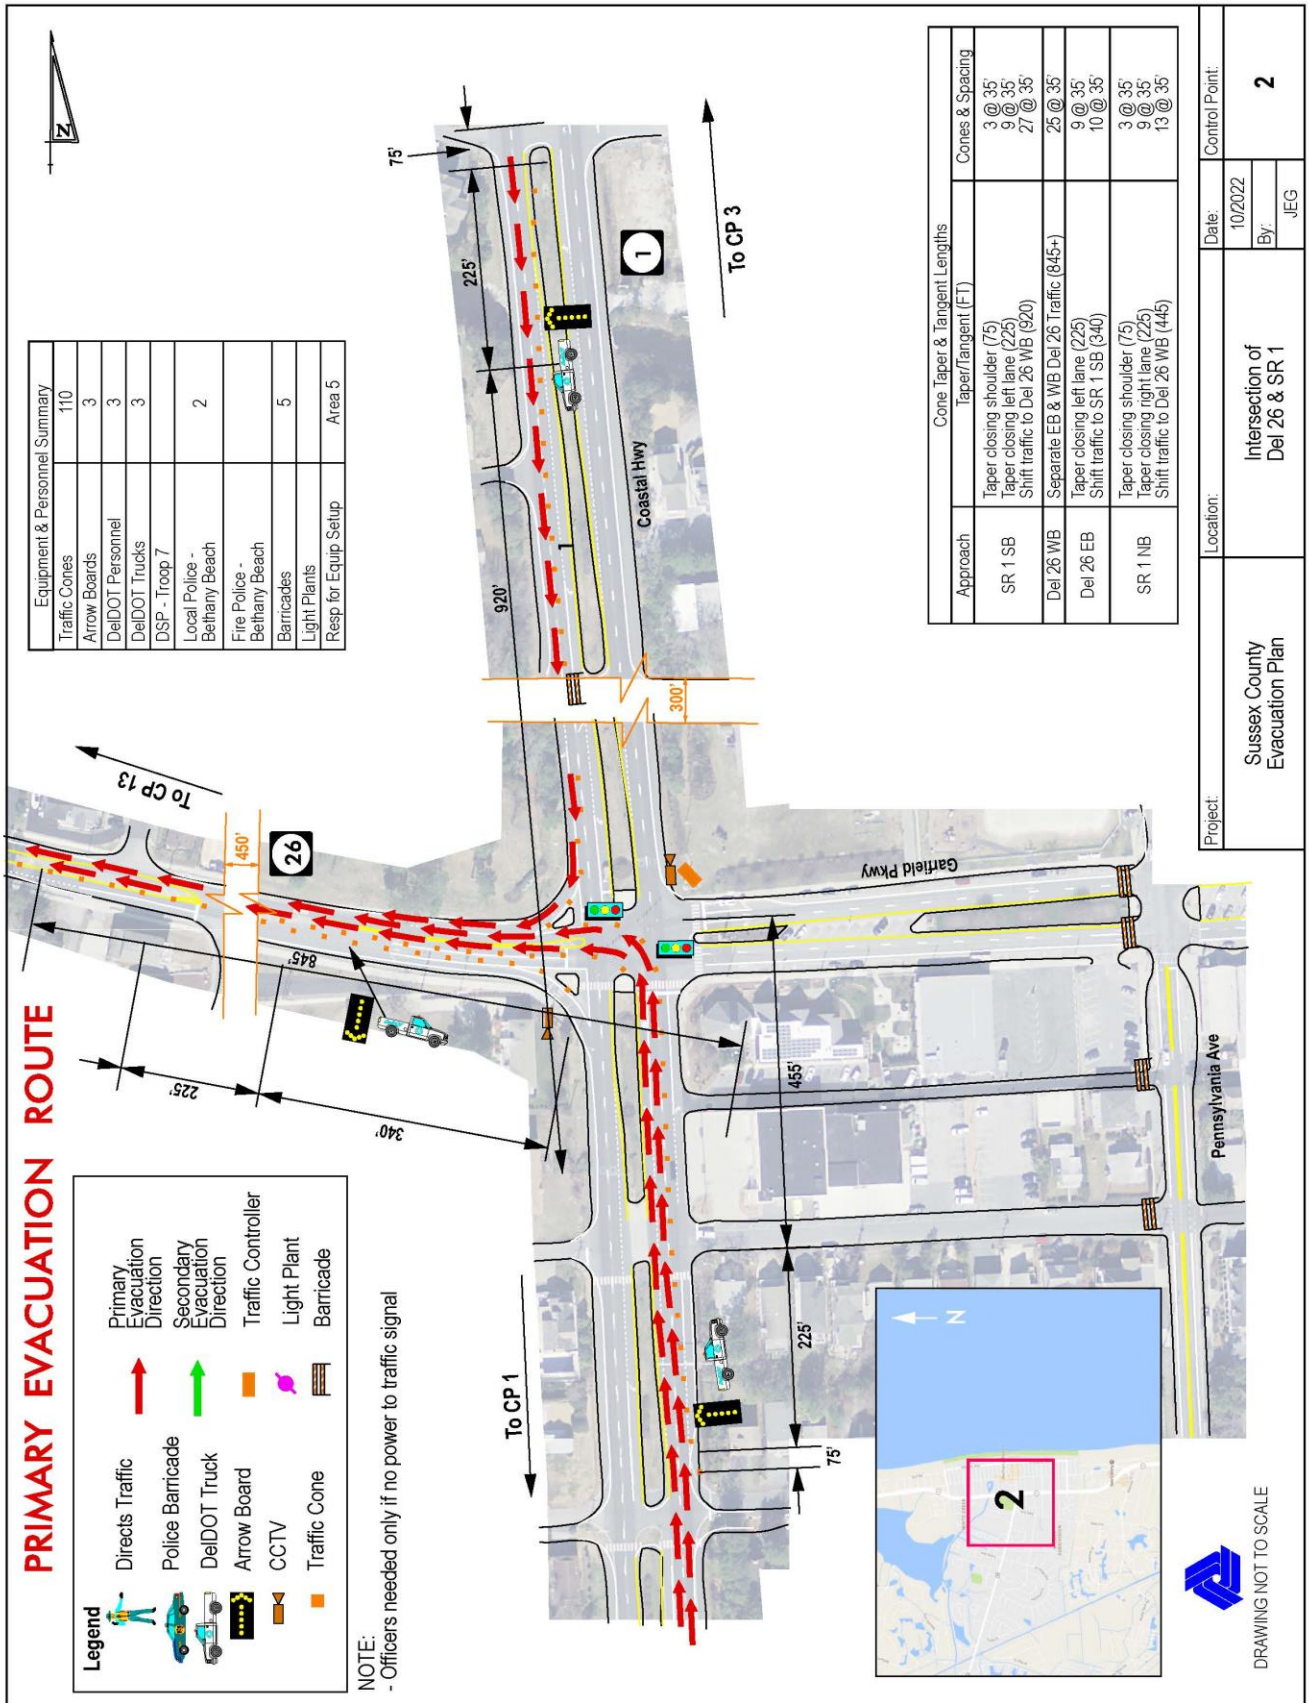 PRIMARY EVACUATION ROUTE
Legend
Directs Traffic
Police Barricade
DelDOT Truck
Arrow Board
CCTV
Traffic Cone
Primary
Evacuation
Direction
Secondary
Evacuation
Direction
Traffic Controller
Light Plant
Barricade
NOTE:
- Officers needed only if no power to traffic signal
Equipment & Personnel Summary
Traffic Cones 110
Arrow Boards 3
DelDOT Personnel 3
DelDOT Trucks 3
DSP - Troop 7
Local Police -
Bethany Beach 2
Fire Police -
Bethany Beach
Barricades 5
Light Plants
Resp for Equip Setup Area 5
N
To CP 13
450'
26
845'
225'
340'
920'
225'
75'
1
1
To CP 3
Coastal Hwy
300'
Garfield Pkwy
To CP 1
455'
225'
75'
Pennsylvania Ave
N
2
DRAWING NOT TO SCALE
Cone Taper & Tangent Lengths
Approach Taper/Tangent (FT) Cones & Spacing
SR 1 SB
Taper closing shoulder (75) 3 @ 35'
Taper closing left lane (225) 9 @ 35'
Shift traffic to Del 26 WB (920) 27 @ 35'
Del 26 WB Separate EB & WB Del 26 Traffic (845+) 25 @ 35'
Del 26 EB
Taper closing left lane (225) 9 @ 35'
Shift traffic to SR 1 SB (340) 10 @ 35'
SR 1 NB
Taper closing shoulder (75) 3 @ 35'
Taper closing right lane (225) 9 @ 35'
Shift traffic to Del 26 WB (445) 13 @ 35'
Project:
Sussex County
Evacuation Plan
Location:
Intersection of
Del 26 & SR 1
Date:
10/2022
By:
JEG
Control Point:
2